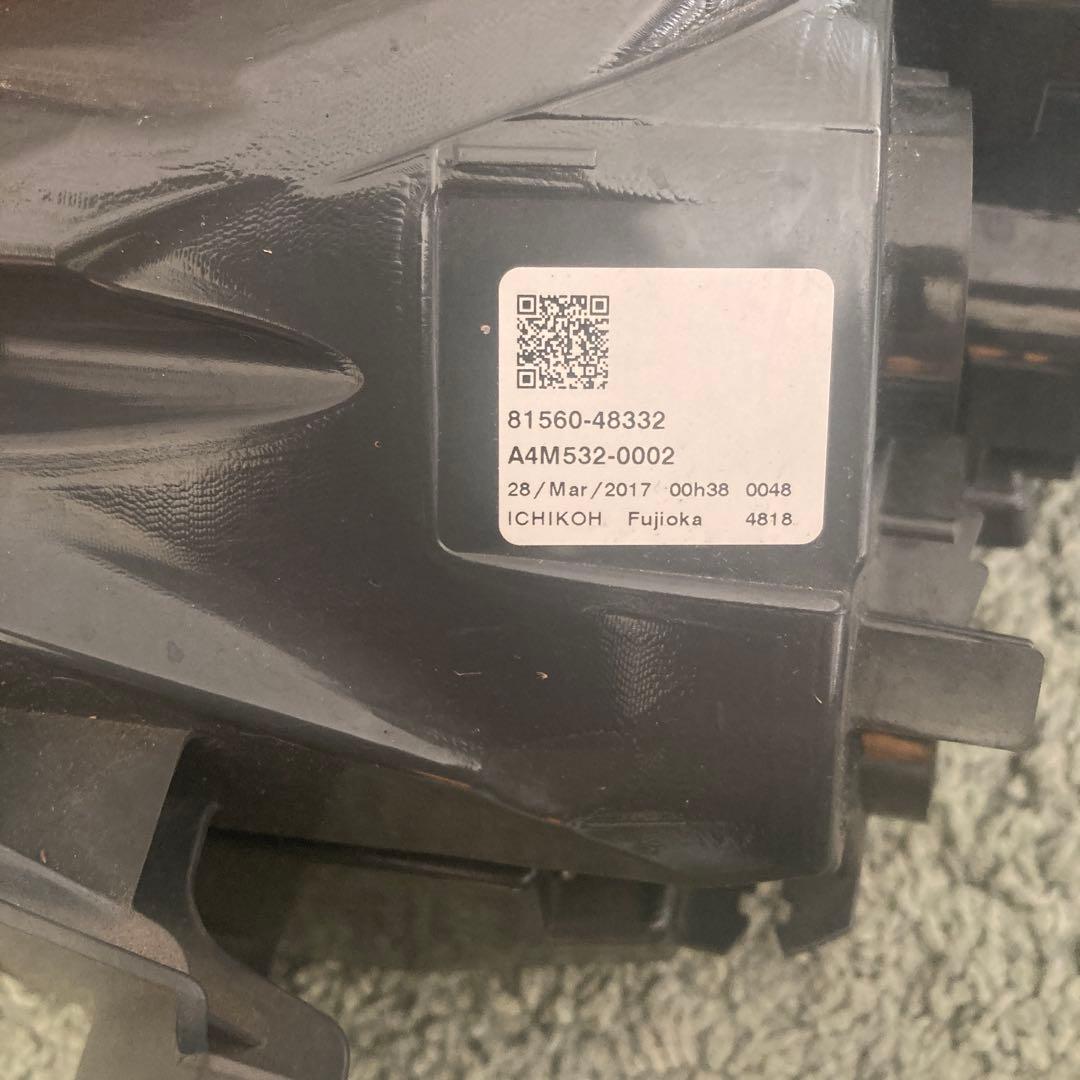 81560-48332
A4M532-0002
28/Mar/2017 00h38 0048
ICHIKOH Fujioka 4818